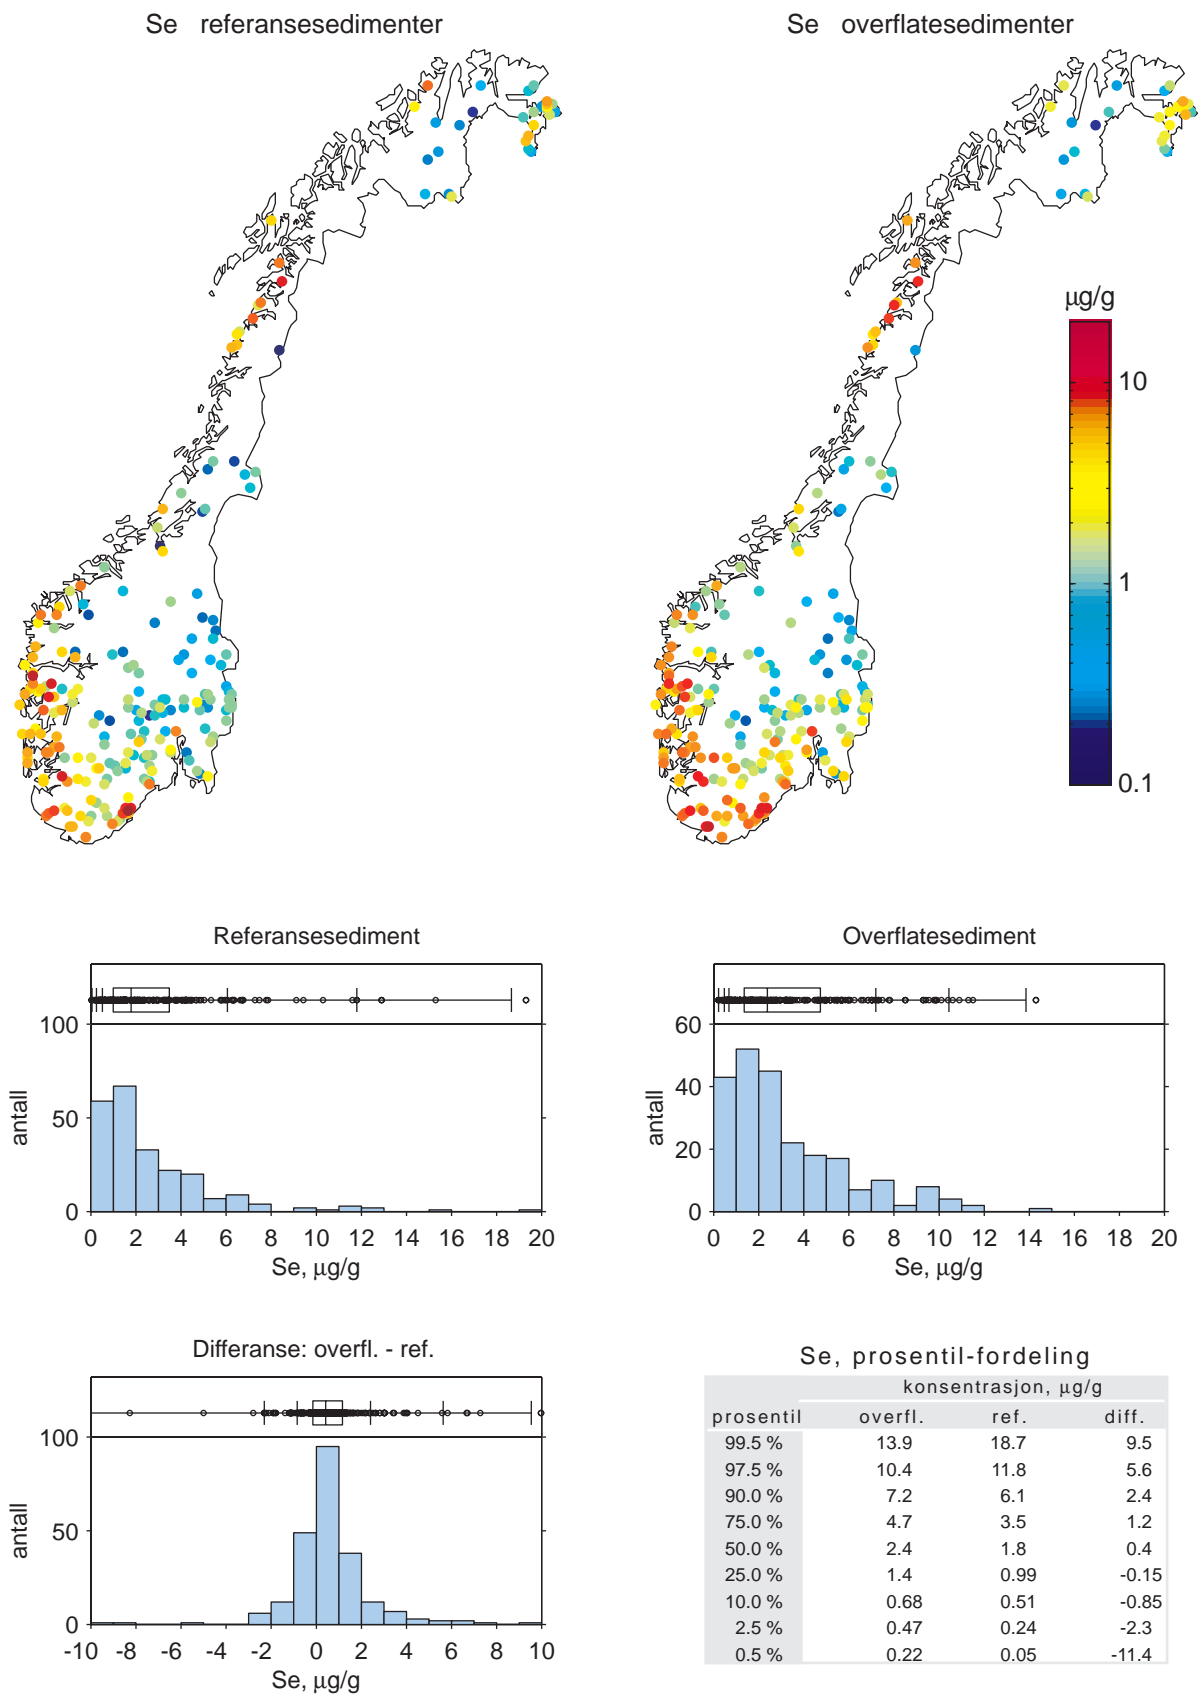 Se referansesedimenter
Se overflatesedimenter
µg/g
10
1
0.1
Referansesediment
100
50
0
antall
0 2 4 6 8 10 12 14 16 18 20
Se, µg/g
Overflatesediment
60
40
20
0
antall
0 2 4 6 8 10 12 14 16 18 20
Se, µg/g
Differanse: overfl. - ref.
100
50
0
antall
-10 -8 -6 -4 -2 0 2 4 6 8 10
Se, µg/g
Se, prosentil-fordeling
konsentrasjon, µg/g
prosentil overfl. ref. diff.
99.5 % 13.9 18.7 9.5
97.5 % 10.4 11.8 5.6
90.0 % 7.2 6.1 2.4
75.0 % 4.7 3.5 1.2
50.0 % 2.4 1.8 0.4
25.0 % 1.4 0.99 -0.15
10.0 % 0.68 0.51 -0.85
2.5 % 0.47 0.24 -2.3
0.5 % 0.22 0.05 -11.4